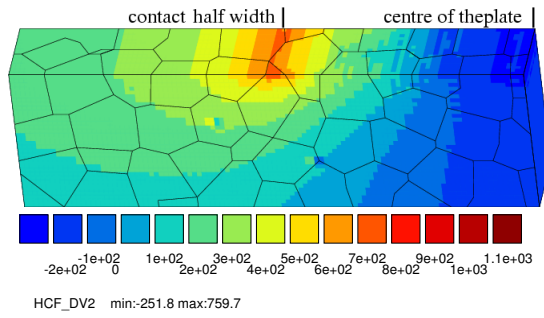 contact half width
centre of theplate
-1e+02 1e+02 3e+02 5e+02 7e+02 9e+02 1.1e+03
-2e+02 0 2e+02 4e+02 6e+02 8e+02 1e+03
HCF_DV2 min:-251.8 max:759.7